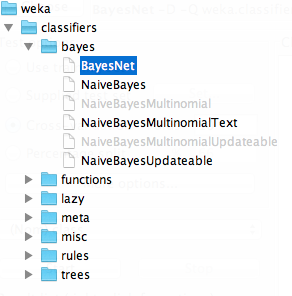 weka
classifiers
bayes
BayesNet
NaiveBayes
NaiveBayesMultinomial
NaiveBayesMultinomialText
NaiveBayesMultinomialUpdateable
NaiveBayesUpdateable
functions
lazy
meta
misc
rules
trees